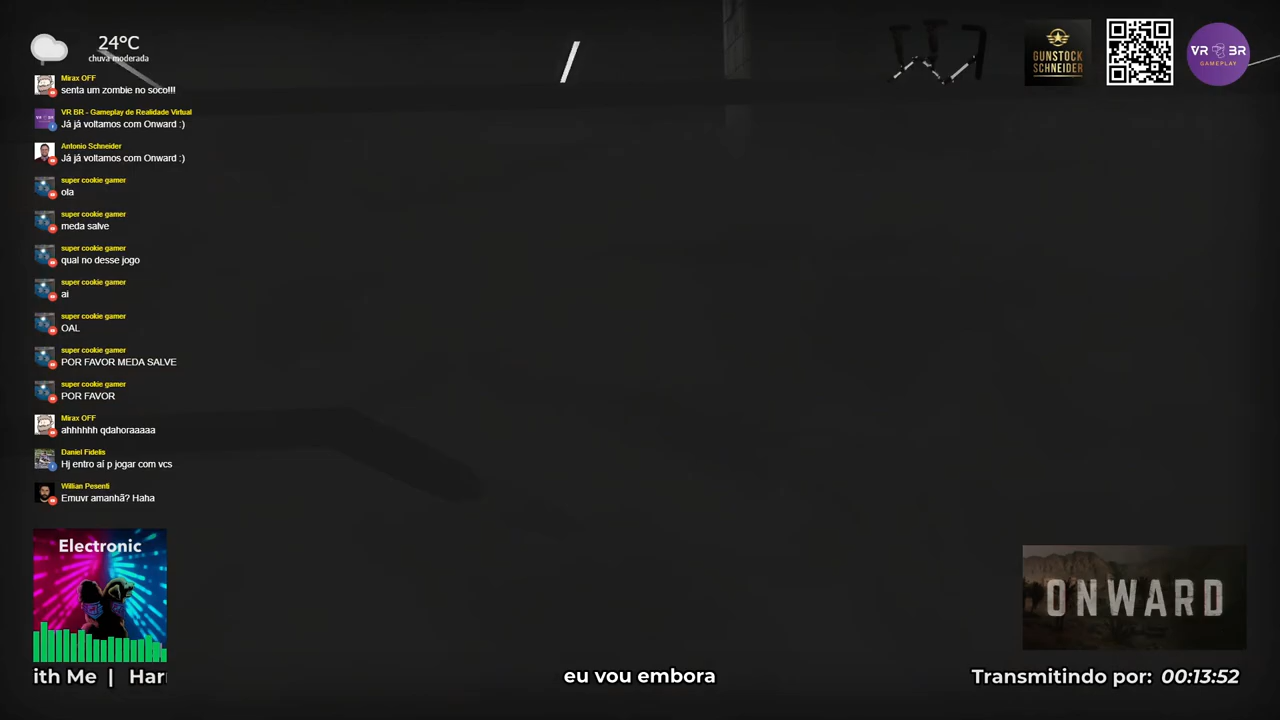 24°C
chuva moderada
GUNSTOCK
SCHNEIDER
VR BR
GAMEPLAY
Mirax OFF
senta um zombie no soco!!!
VR BR - Gameplay de Realidade Virtual
Já já voltamos com Onward :)
Antonio Schneider
Já já voltamos com Onward :)
super cookie gamer
ola
super cookie gamer
meda salve
super cookie gamer
qual no desse jogo
super cookie gamer
ai
super cookie gamer
OAL
super cookie gamer
POR FAVOR MEDA SALVE
super cookie gamer
POR FAVOR
Mirax OFF
ahhhhhh qdahoraaaaa
Daniel Fidelis
Hj entro aí p jogar com vcs
Willian Pesenti
Emuvr amanhã? Haha
Electronic
ONWARD
ith Me | Harr
eu vou embora
Transmitindo por: 00:13:52